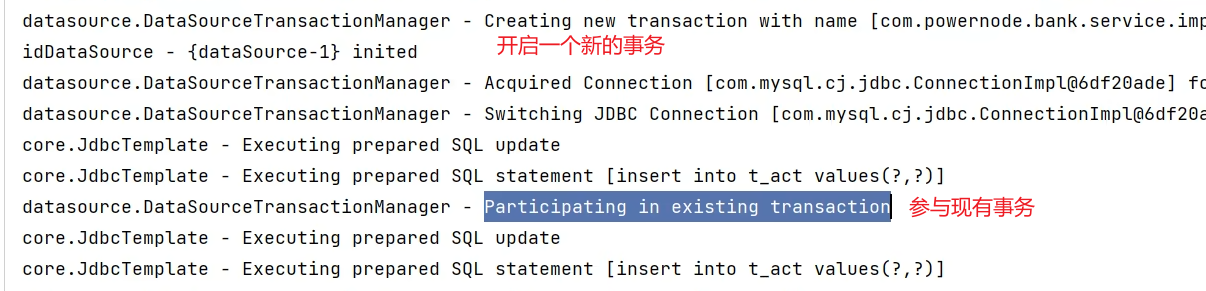 datasource.DataSourceTransactionManager - Creating new transaction with name [com.powernode.bank.service.imp
idDataSource - {dataSource-1} inited 开启一个新的事务
datasource.DataSourceTransactionManager - Acquired Connection [com.mysql.cj.jdbc.ConnectionImpl@6df20ade] fo
datasource.DataSourceTransactionManager - Switching JDBC Connection [com.mysql.cj.jdbc.ConnectionImpl@6df20a
core.JdbcTemplate - Executing prepared SQL update
core.JdbcTemplate - Executing prepared SQL statement [insert into t_act values(?,?)]
datasource.DataSourceTransactionManager - Participating in existing transaction 参与现有事务
core.JdbcTemplate - Executing prepared SQL update
core.JdbcTemplate - Executing prepared SQL statement [insert into t_act values(?,?)]